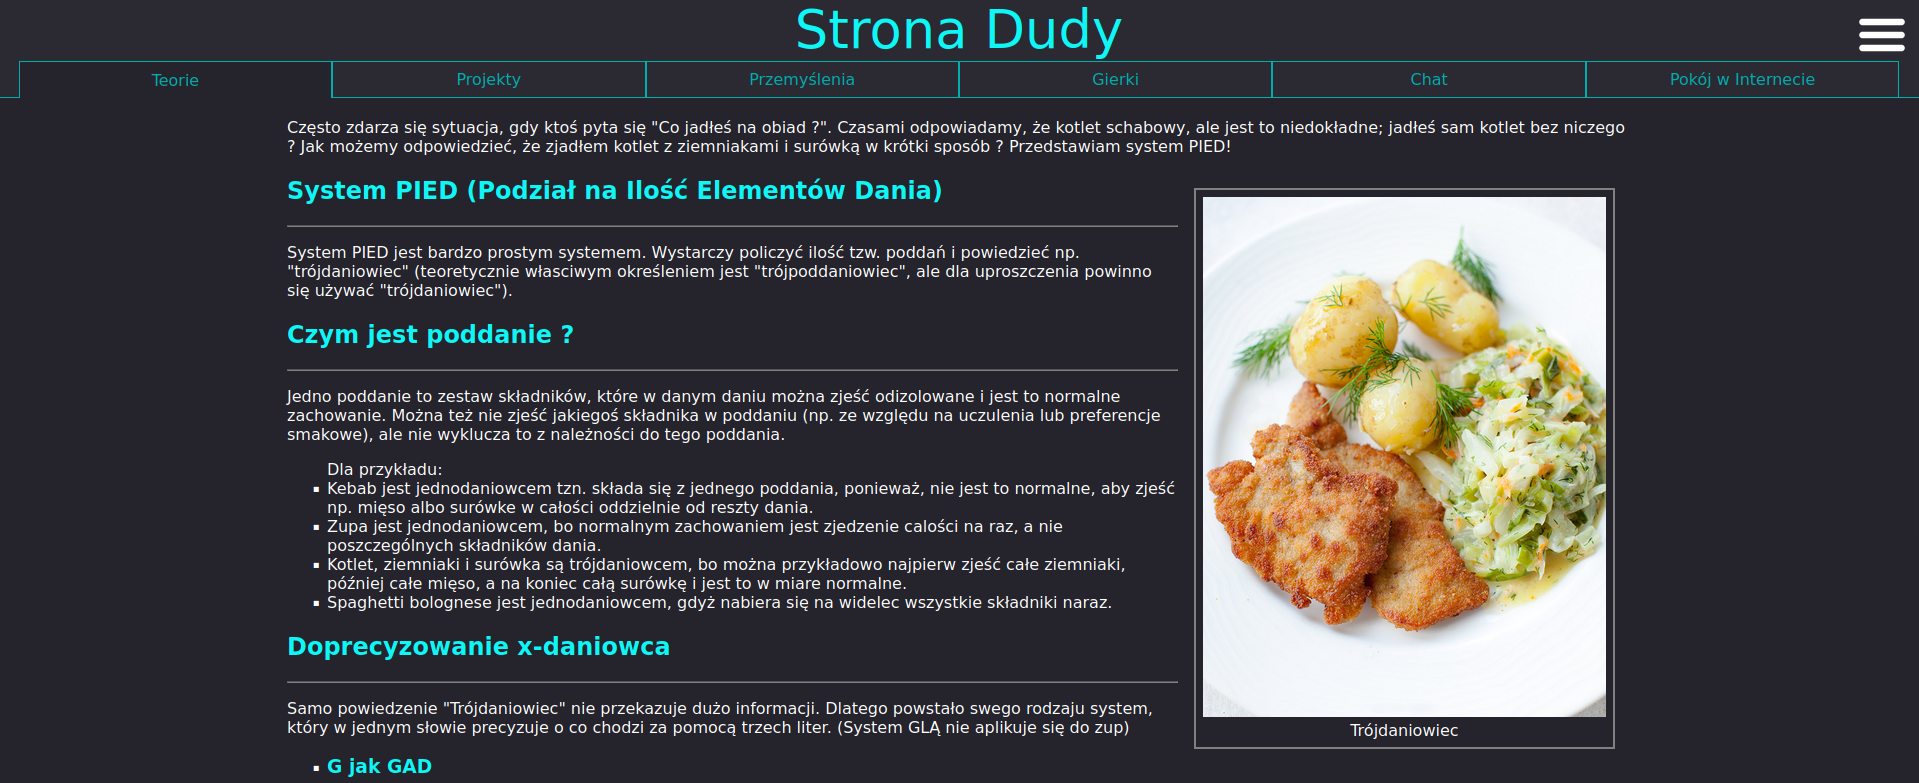 Strona Dudy
Teorie
Projekty
Przemyślenia
Gierki
Chat
Pokój w Internecie
Często zdarza się sytuacja, gdy ktoś pyta się "Co jadłeś na obiad ?". Czasami odpowiadamy, że kotlet schabowy, ale jest to niedokładne; jadłeś sam kotlet bez niczego
? Jak możemy odpowiedzieć, że zjadłem kotlet z ziemniakami i surówką w krótki sposób ? Przedstawiam system PIED!
System PIED (Podział na Ilość Elementów Dania)
System PIED jest bardzo prostym systemem. Wystarczy policzyć ilość tzw. poddań i powiedzieć np.
"trójdaniowiec" (teoretycznie własciwym określeniem jest "trójpoddaniowiec", ale dla uproszczenia powinno
się używać "trójdaniowiec").
Czym jest poddanie ?
Jedno poddanie to zestaw składników, które w danym daniu można zjeść odizolowane i jest to normalne
zachowanie. Można też nie zjeść jakiegoś składnika w poddaniu (np. ze względu na uczulenia lub preferencje
smakowe), ale nie wyklucza to z należności do tego poddania.
Dla przykładu:
▪ Kebab jest jednodaniowcem tzn. składa się z jednego poddania, ponieważ, nie jest to normalne, aby zjeść
np. mięso albo surówke w całości oddzielnie od reszty dania.
▪ Zupa jest jednodaniowcem, bo normalnym zachowaniem jest zjedzenie calości na raz, a nie
poszczególnych składników dania.
▪ Kotlet, ziemniaki i surówka są trójdaniowcem, bo można przykładowo najpierw zjeść całe ziemniaki,
później całe mięso, a na koniec całą surówkę i jest to w miare normalne.
▪ Spaghetti bolognese jest jednodaniowcem, gdyż nabiera się na widelec wszystkie składniki naraz.
Doprecyzowanie x-daniowca
Samo powiedzenie "Trójdaniowiec" nie przekazuje dużo informacji. Dlatego powstało swego rodzaju system,
który w jednym słowie precyzuje o co chodzi za pomocą trzech liter. (System GLĄ nie aplikuje się do zup)
▪ G jak GAD
Trójdaniowiec